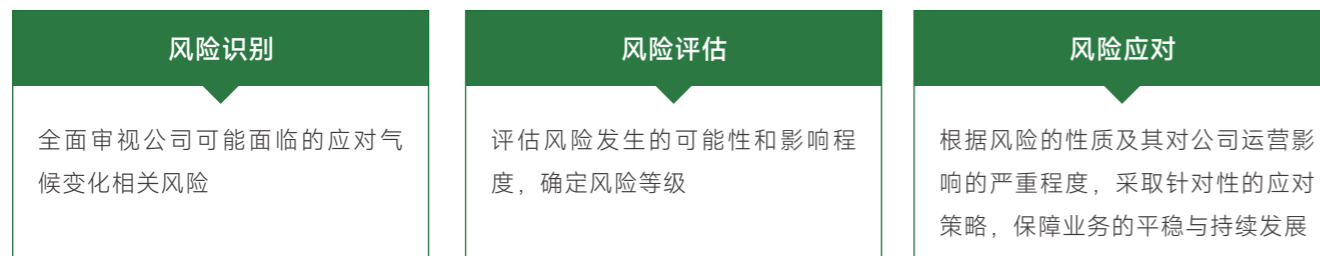 风险识别
全面审视公司可能面临的应对气
候变化相关风险
风险评估
评估风险发生的可能性和影响程
度，确定风险等级
风险应对
根据风险的性质及其对公司运营影
响的严重程度，采取针对性的应对
策略，保障业务的平稳与持续发展